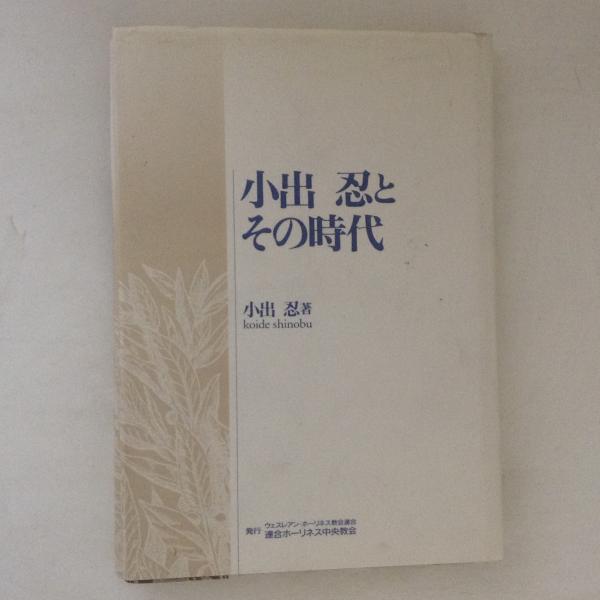 小出 忍と
その時代
小出 忍著
koide shinobu
発行 ウェスレアン・ホーリネス教会連合
連合ホーリネス中央教会